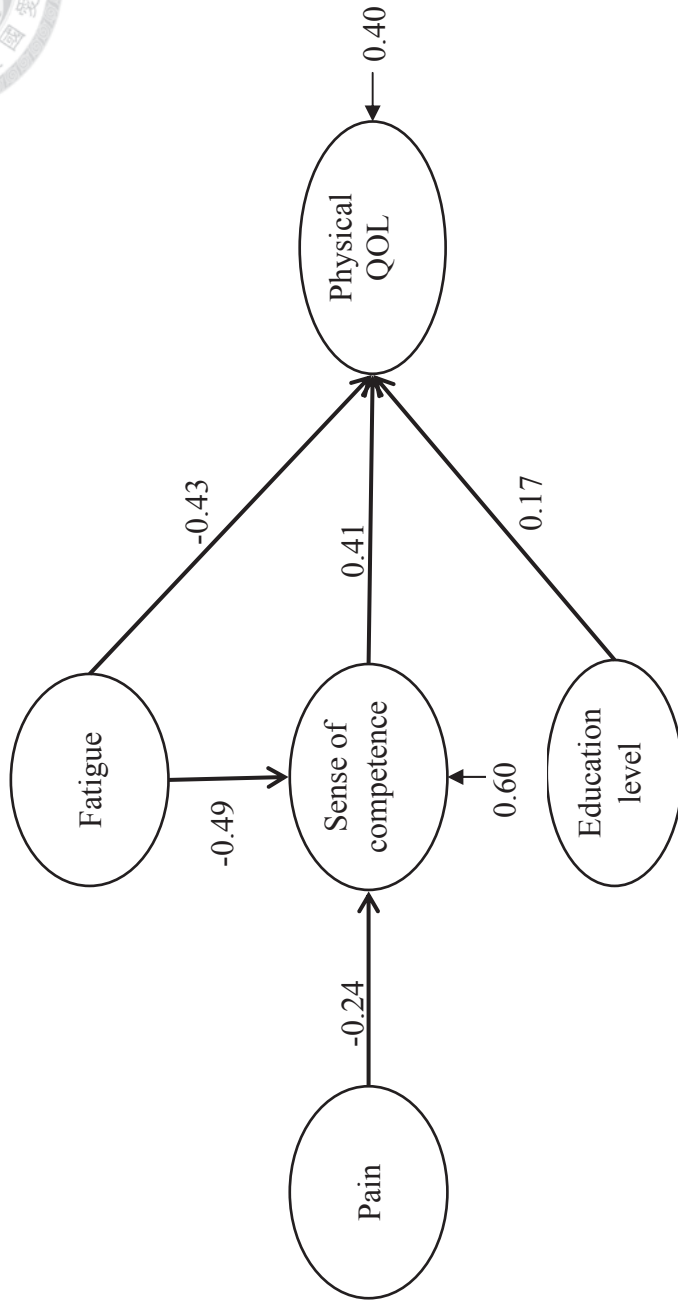 Fatigue
-0.43
-0.49
Pain
-0.24
Sense of
competence
0.41
Physical
QOL
0.40
0.60
0.17
Education
level
國